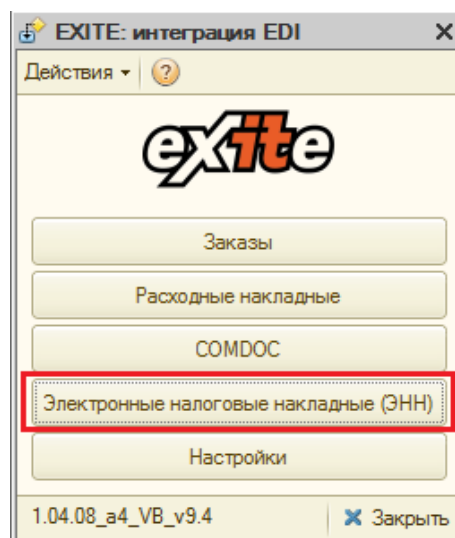 EXITE: интеграция EDI
Действия
?
eXite
Заказы
Расходные накладные
COMDOC
Электронные налоговые накладные (ЭНН)
Настройки
1.04.08_a4_VB_v9.4 Закрыть